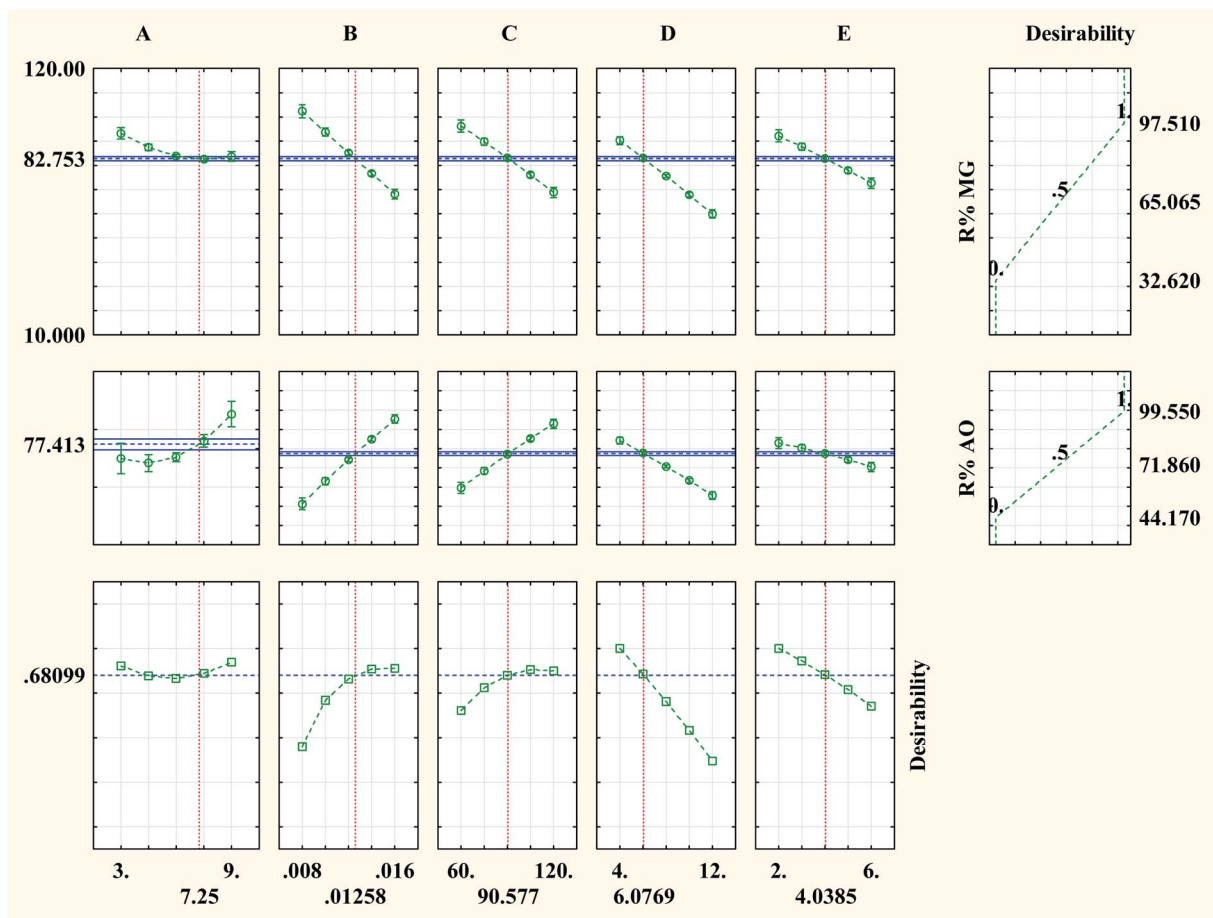 A B C D E Desirability
120.00
82.753
10.000
R% MG
1.
.5
0.
97.510
65.065
32.620
77.413
R% AO
1.
.5
0.
99.550
71.860
44.170
.68099
Desirability
3. 9. .008 .016 60. 120. 4. 12. 2. 6.
7.25 .01258 90.577 6.0769 4.0385